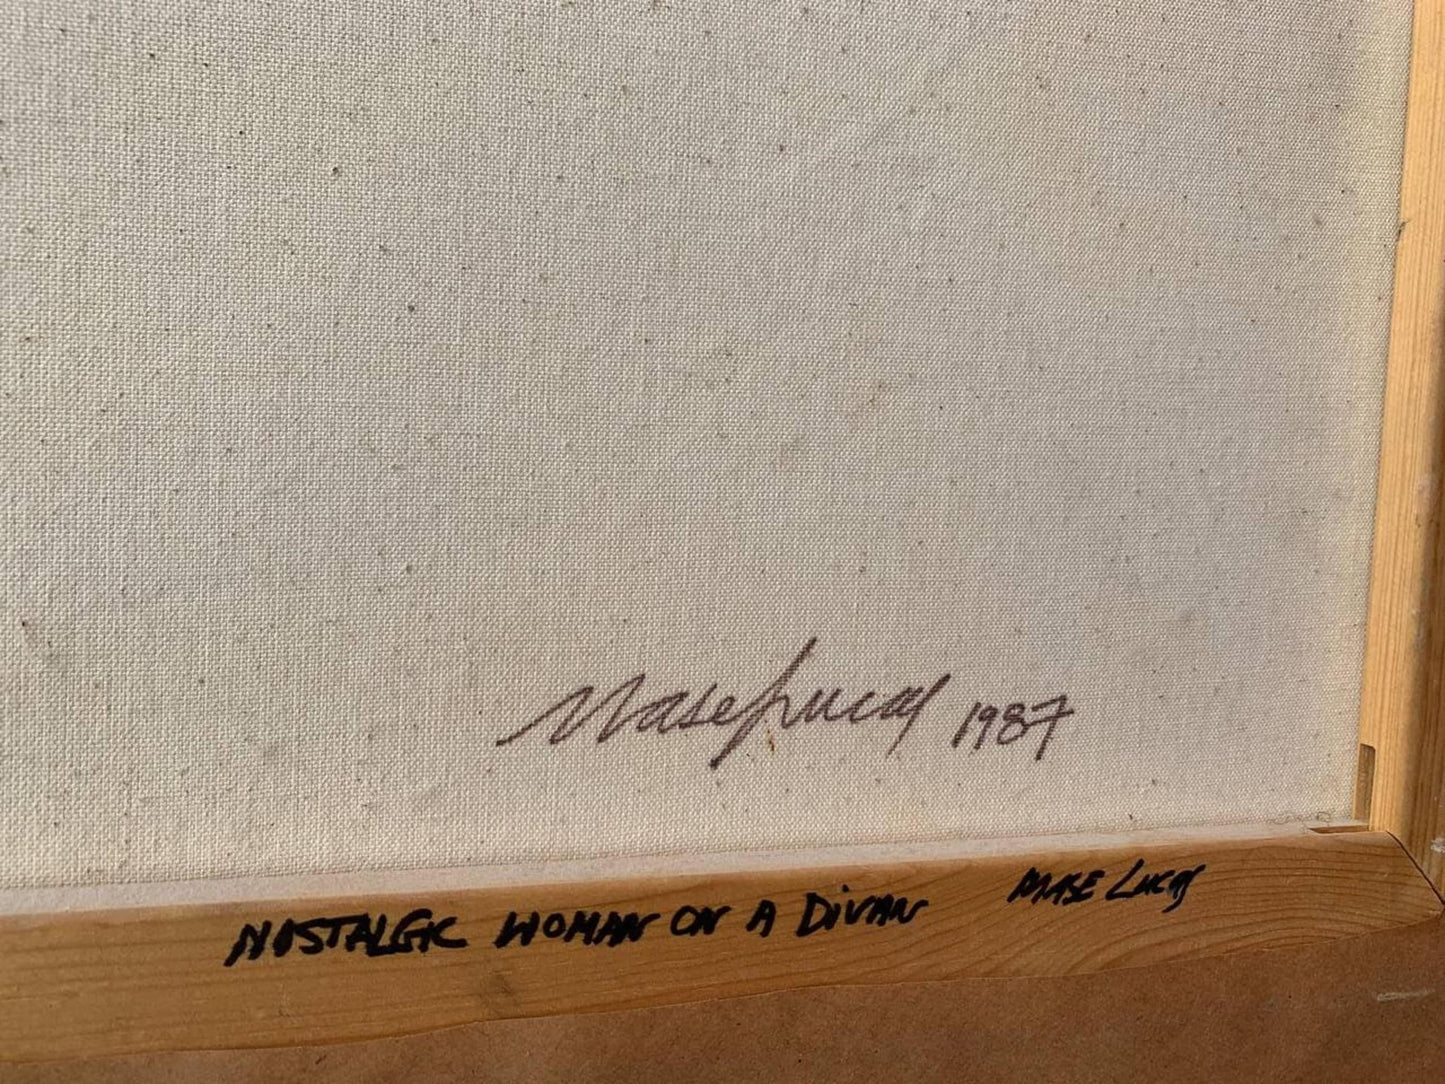 Mase Lucas 1987
NOSTALGIC WOMAN ON A DIVAN MASE LUCAS